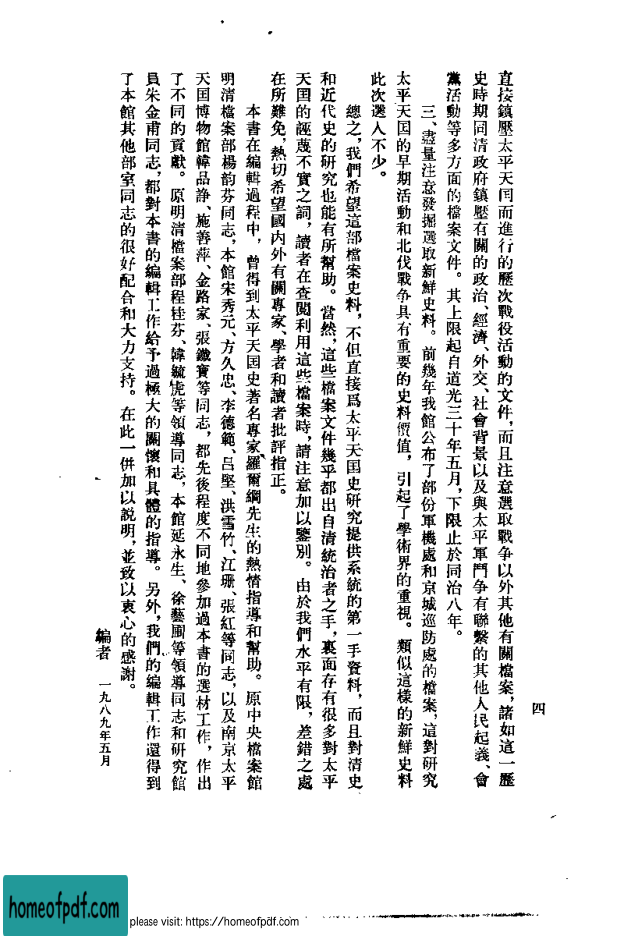 四
直接鎮壓太平天囯而進行的歷次戰役活動的文件，而且注意選取戰争以外其他有關檔案，諸如這一歷
史時期同清政府鎮壓有關的政治、經濟、外交、社會背景以及與太平軍鬥争有聯繫的其他人民起義、會
黨活動等多方面的檔案文件。其上限起自道光三十年五月，下限止於同治八年。
三、盡量注意發掘選取新鮮史料。前幾年我館公布了部份軍機處和京城巡防處的檔案，這對研究
太平天囯的早期活動和北伐戰争具有重要的史料價值，引起了學術界的重視。類似這樣的新鮮史料
此次選入不少。
總之，我們希望這部檔案史料，不但直接爲太平天囯史研究提供系統的第一手資料，而且對清史
和近代史的研究也能有所幫助。當然，這些檔案文件幾乎都出自清統治者之手，裏面存有很多對太平
天囯的誣蔑不實之詞，讀者在查閲利用這些檔案時，請注意加以鑒别。由於我們水平有限，差錯之處
在所難免，熱切希望國内外有關專家、學者和讀者批評指正。
本書在編輯過程中，曾得到太平天囯史著名專家羅爾綱先生的熱情指導和幫助。原中央檔案館
明清檔案部楊韵芬同志，本館宋秀元、方久忠、李德範、呂堅、洪雪竹、江珊、張紅等同志，以及南京太平
天囯博物館韓品諍、施善萍、金路家、張鐵寶等同志，都先後程度不同地參加過本書的選材工作，作出
了不同的貢獻。原明清檔案部程桂芬、韓毓虎等領導同志，本館延永生、徐藝圃等領導同志和研究館
員朱金甫同志，都對本書的編輯工作給予過極大的關懷和具體的指導。另外，我們的編輯工作還得到
了本館其他部室同志的很好配合和大力支持。在此一併加以説明，並致以衷心的感謝。
編者 一九八九年五月
homeofpdf.com
please visit: https://homeofpdf.com